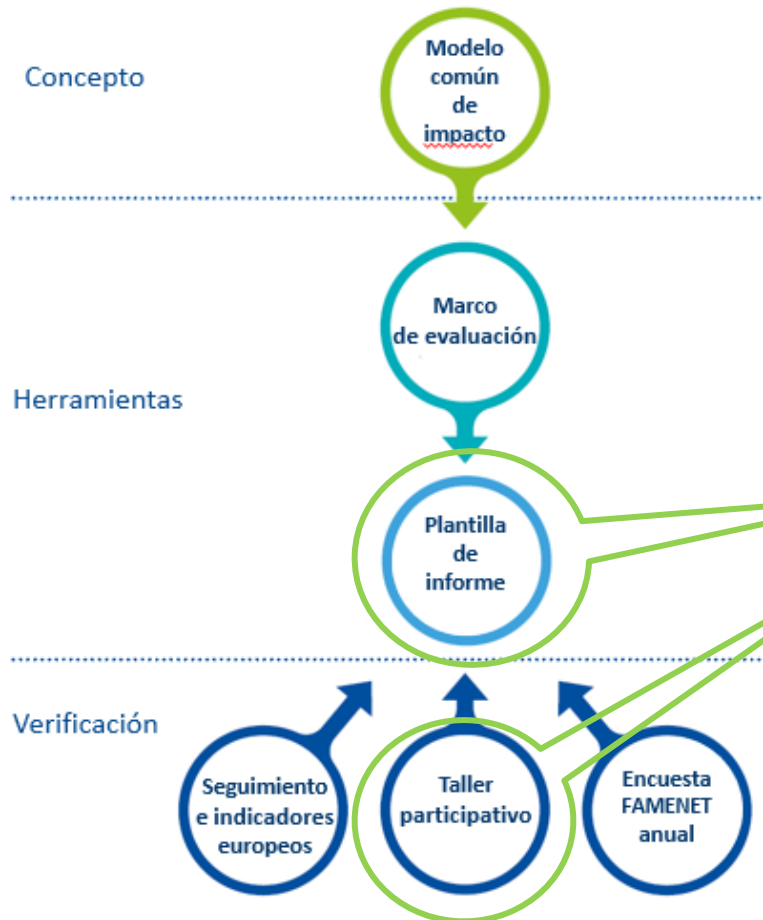 Concepto
Modelo
común
de
impacto
Marco
de evaluación
Herramientas
Plantilla
de
informe
Verificación
Seguimiento
e indicadores
europeos
Taller
participativo
Encuesta
FAMENET
anual